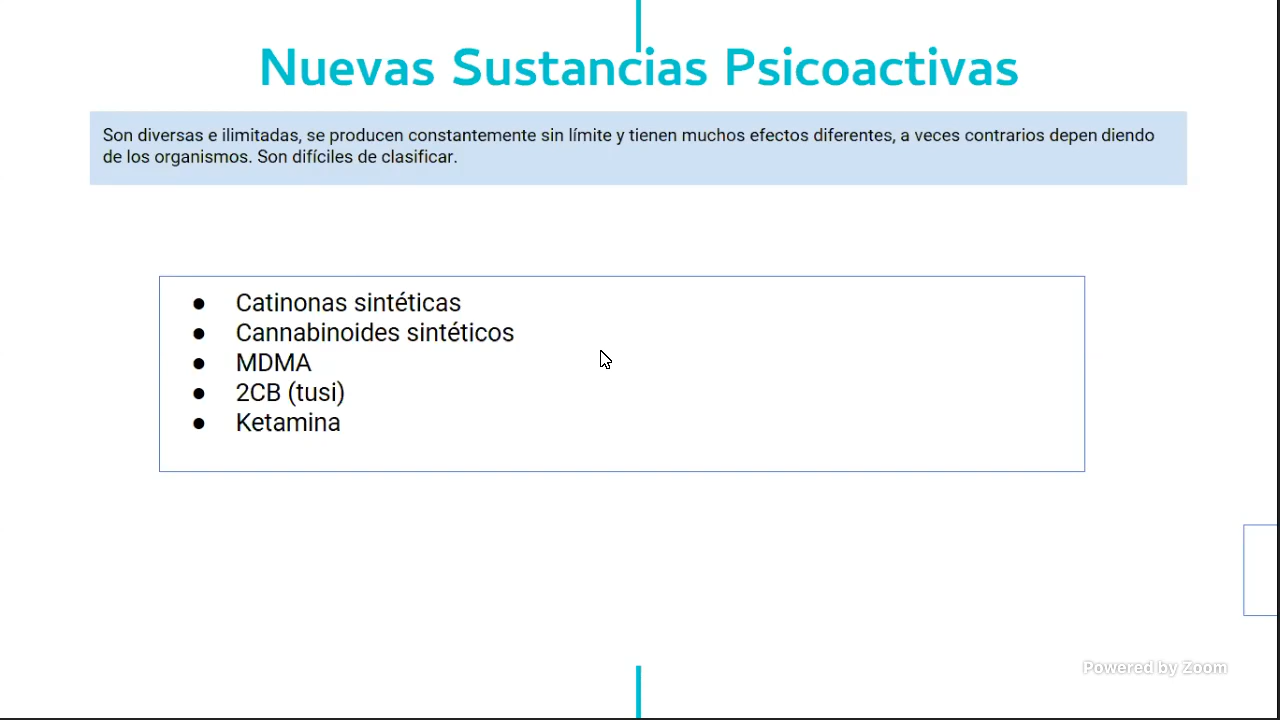 Nuevas Sustancias Psicoactivas
Son diversas e ilimitadas, se producen constantemente sin límite y tienen muchos efectos diferentes, a veces contrarios depen diendo
de los organismos. Son difíciles de clasificar.
● Catinonas sintéticas
● Cannabinoides sintéticos
● MDMA
● 2CB (tusi)
● Ketamina
Powered by Zoom